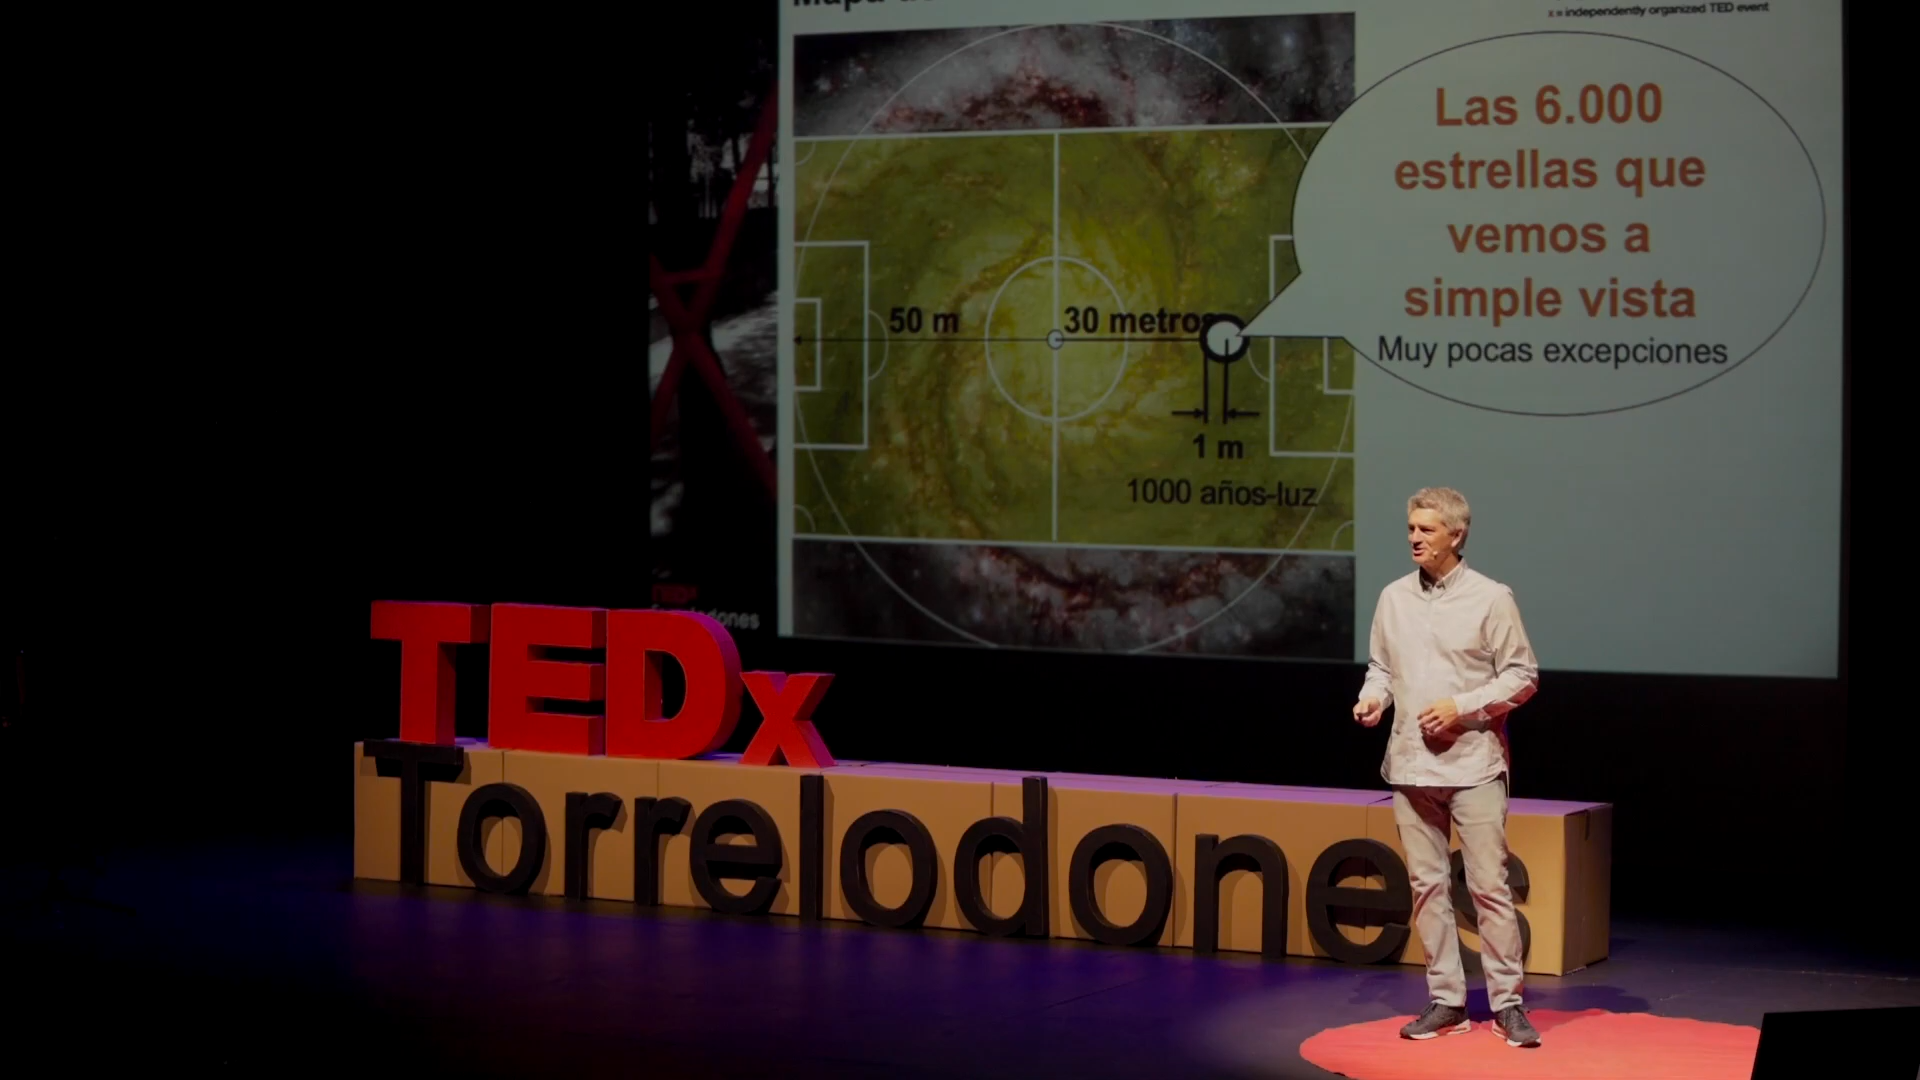 x = independently organized TED event
Las 6.000
estrellas que
vemos a
simple vista
Muy pocas excepciones
50 m
30 metros
1 m
1000 años-luz
TEDx
Torrelodones